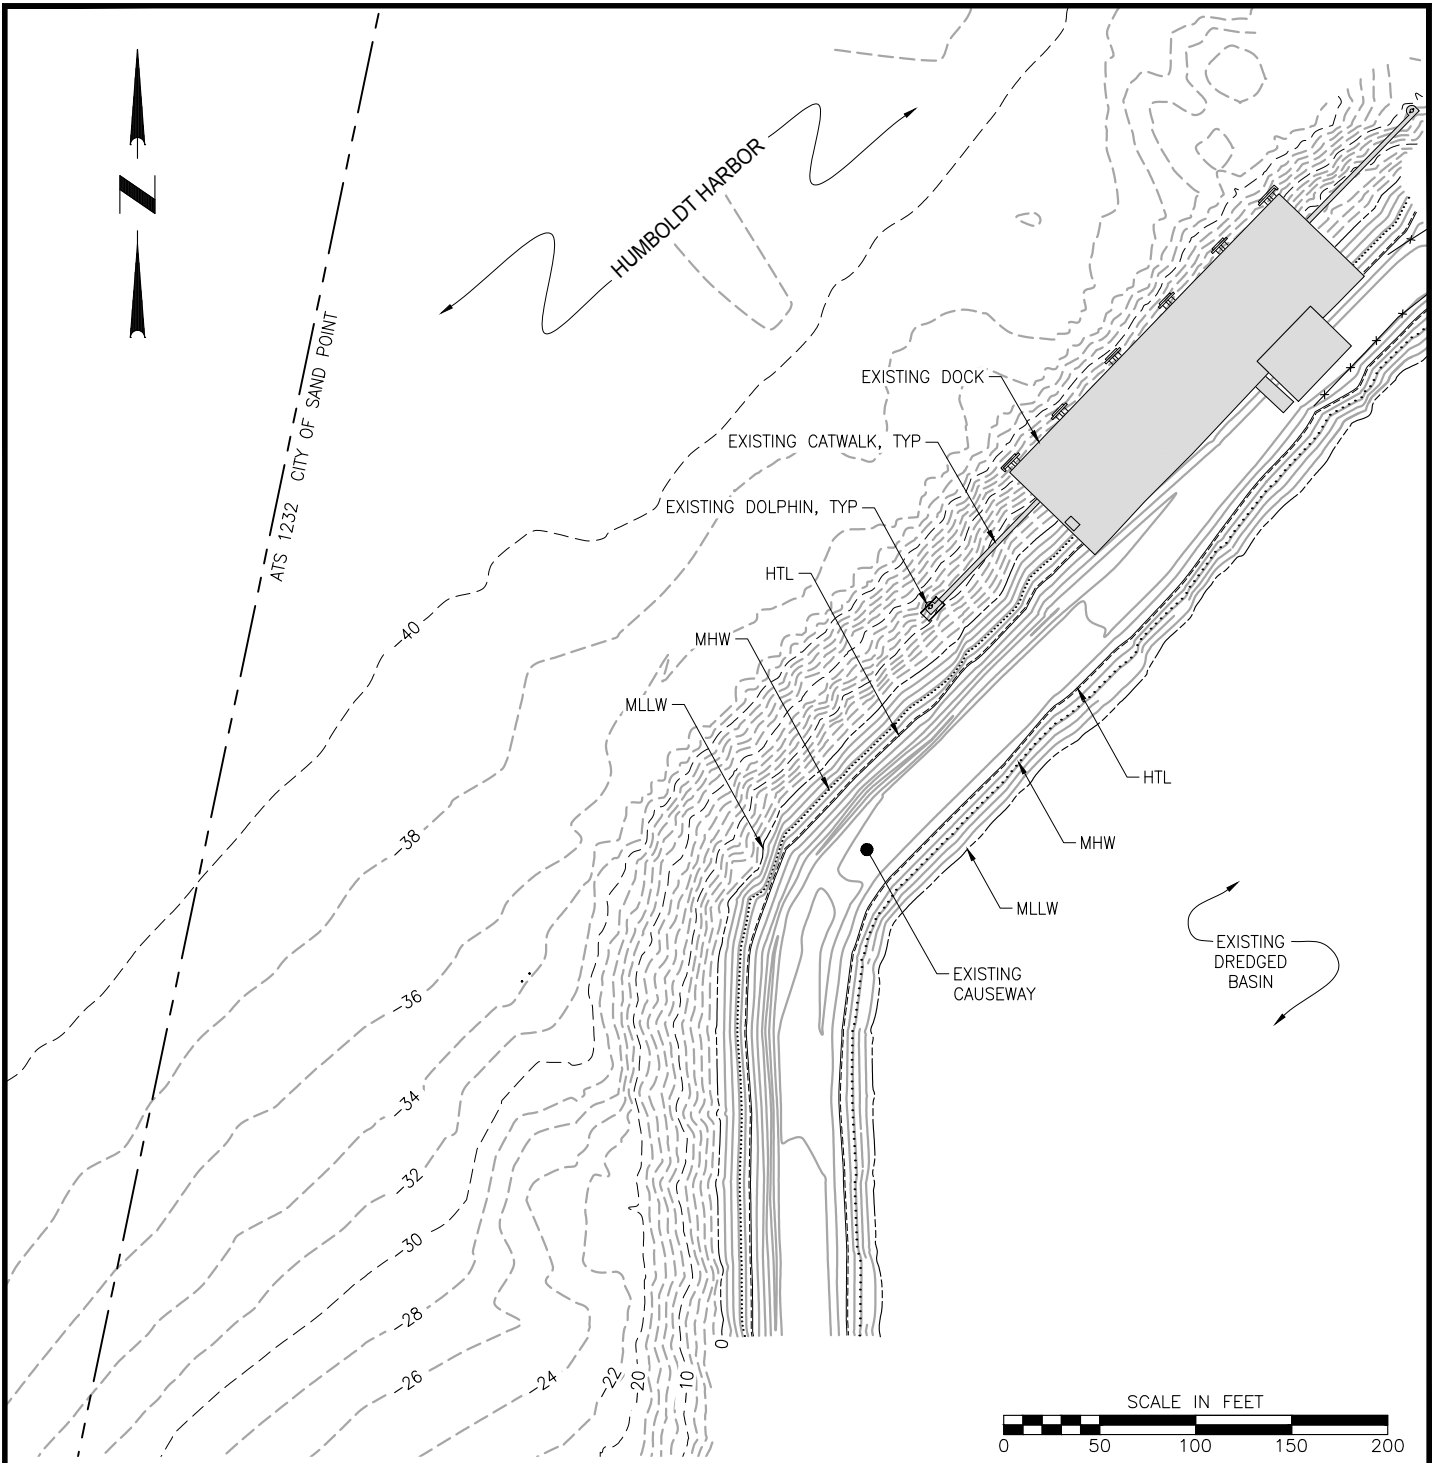 N
HUMBOLDT HARBOR
ATS 1232 CITY OF SAND POINT
EXISTING DOCK
EXISTING CATWALK, TYP
EXISTING DOLPHIN, TYP
HTL
MHW
MLLW
HTL
MHW
MLLW
EXISTING
CAUSEWAY
EXISTING
DREDGED
BASIN
-40
-38
-36
-34
-32
-30
-28
-26
-24
-22
-20
-10
0
SCALE IN FEET
0 50 100 150 200